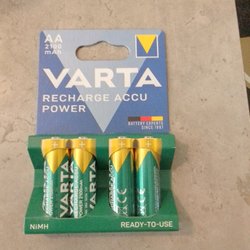 AA
2100
mAh
VARTA
RECHARGE ACCU
POWER
BATTERY EXPERTS
SINCE 1887
VARTA
VARTA
NiMH
READY-TO-USE